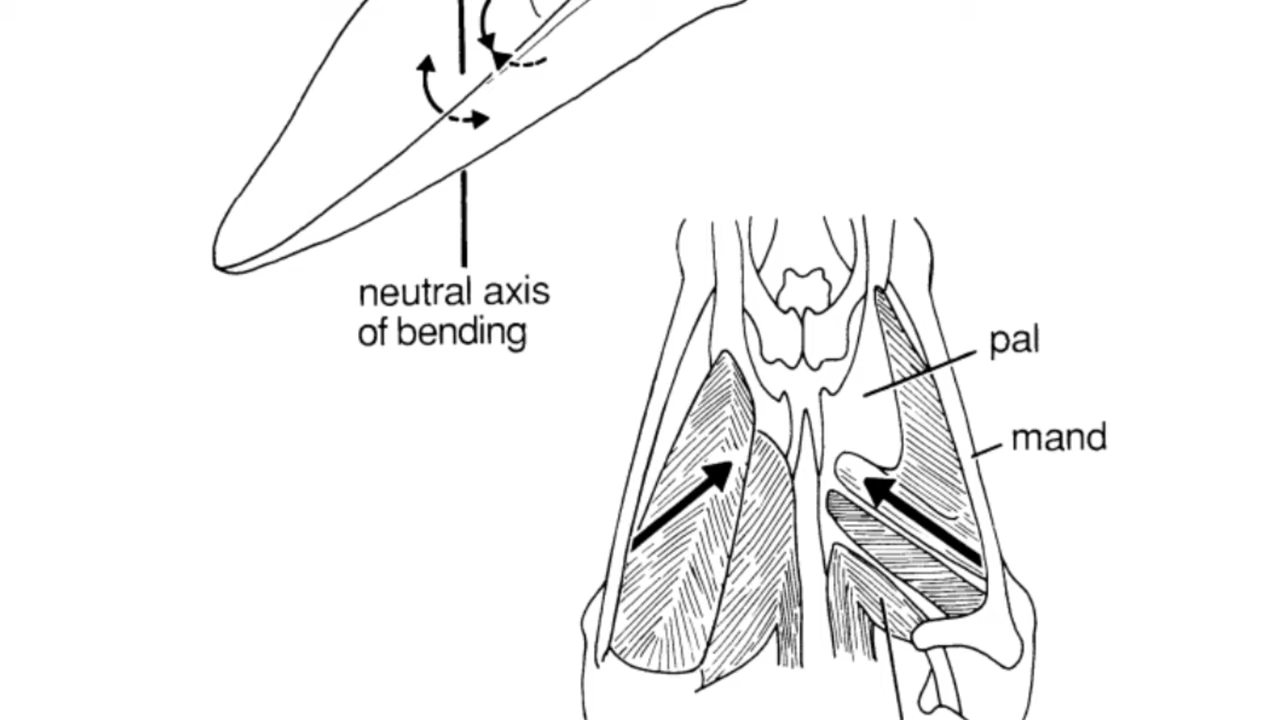 neutral axis
of bending
pal
mand